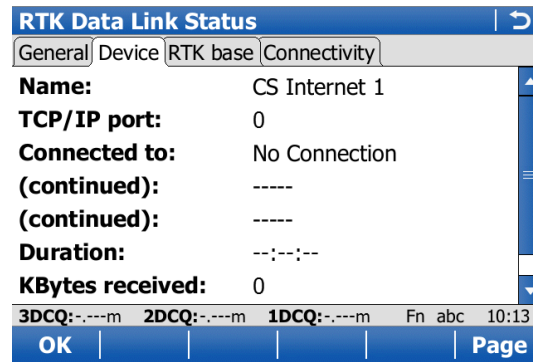 RTK Data Link Status
General Device RTK base Connectivity
Name: CS Internet 1
TCP/IP port: 0
Connected to: No Connection
(continued): -----
(continued): -----
Duration: --:--:--
KBytes received: 0
3DCQ:-.---m 2DCQ:-.---m 1DCQ:-.---m Fn abc 10:13
OK Page